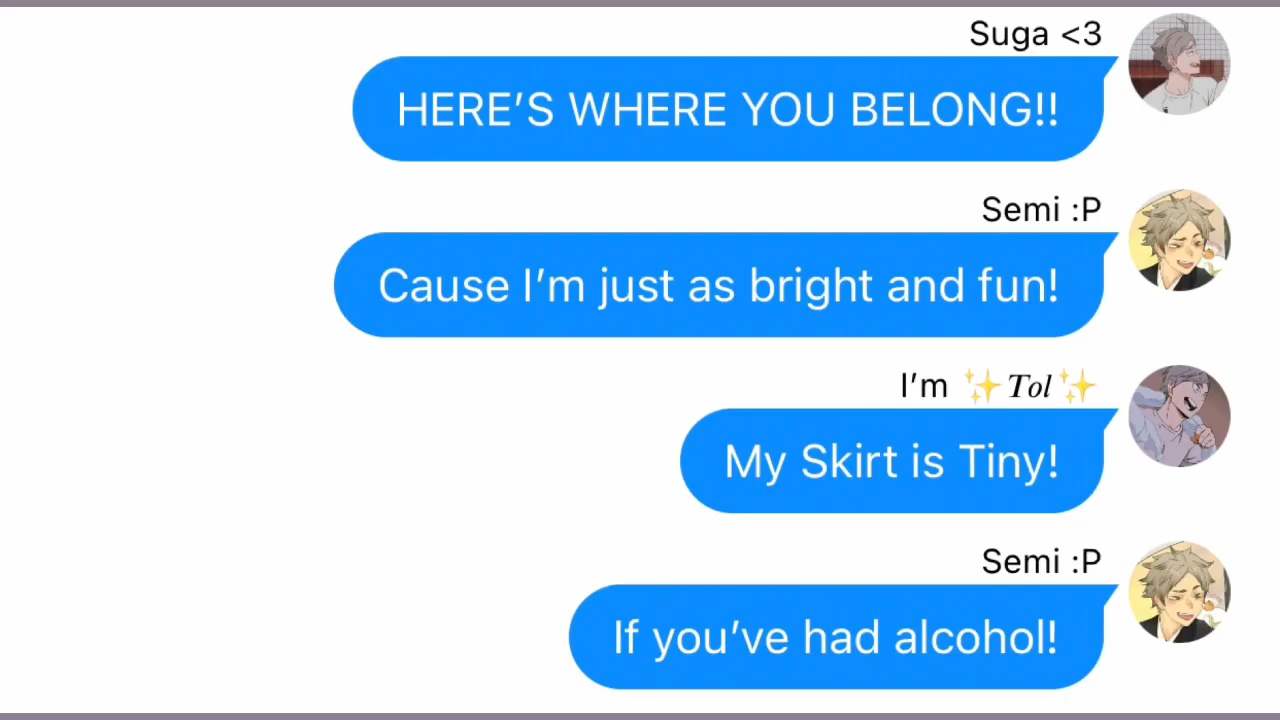 Suga <3
HERE’S WHERE YOU BELONG!!
Semi :P
Cause I’m just as bright and fun!
I’m ✨𝑇𝑜𝑙✨
My Skirt is Tiny!
Semi :P
If you’ve had alcohol!